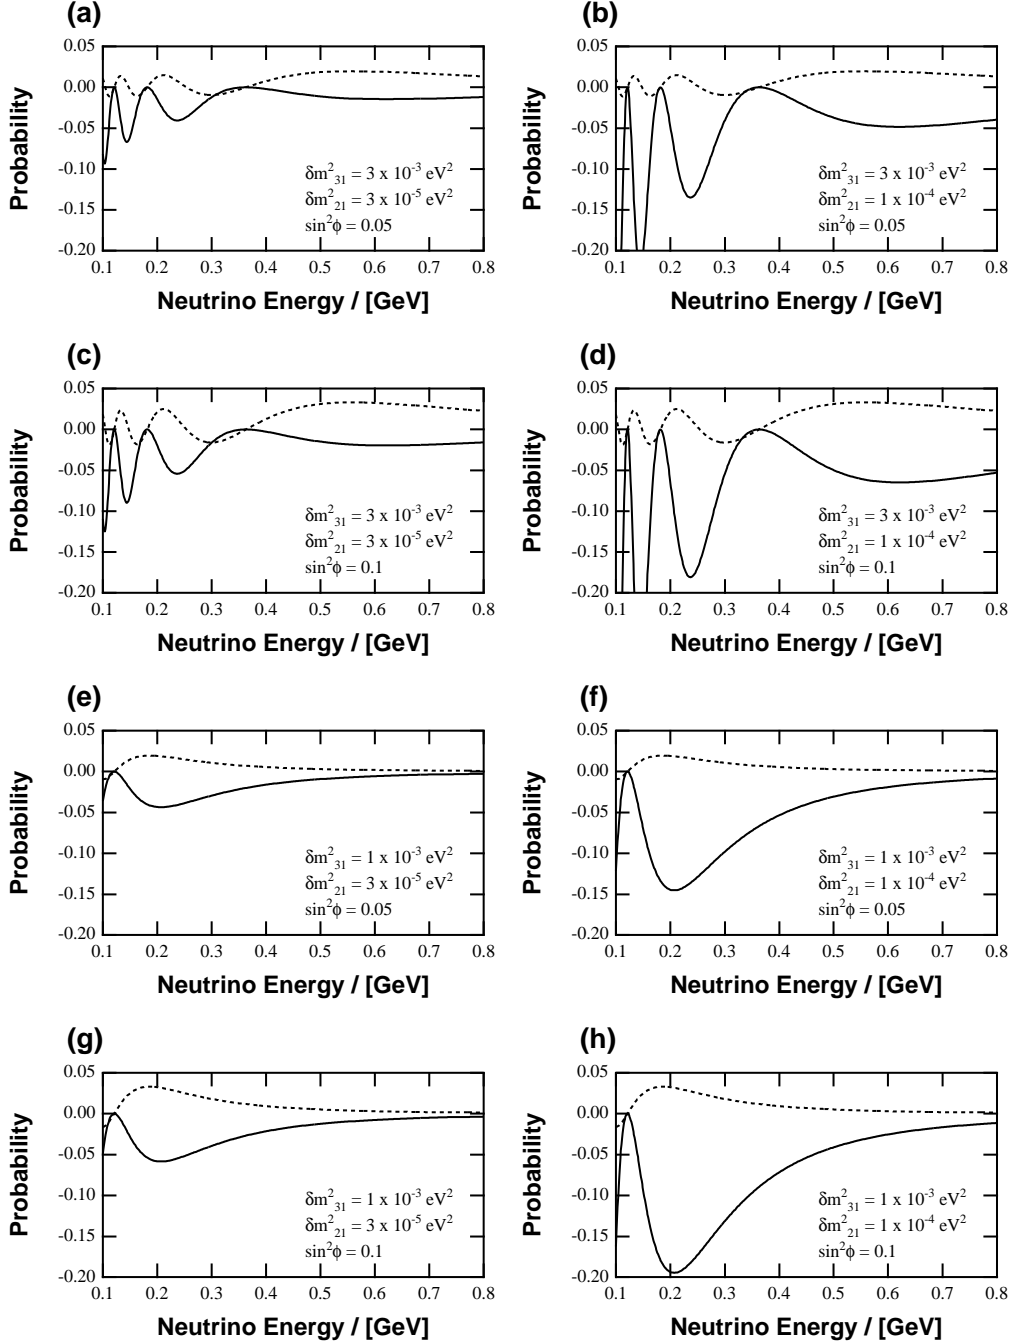 (a)
0.05
0.00
-0.05
-0.10
-0.15
-0.20
Probability
δm²₃₁ = 3 x 10⁻³ eV²
δm²₂₁ = 3 x 10⁻⁵ eV²
sin²ϕ = 0.05
0.1 0.2 0.3 0.4 0.5 0.6 0.7 0.8
Neutrino Energy / [GeV]
(b)
0.05
0.00
-0.05
-0.10
-0.15
-0.20
Probability
δm²₃₁ = 3 x 10⁻³ eV²
δm²₂₁ = 1 x 10⁻⁴ eV²
sin²ϕ = 0.05
0.1 0.2 0.3 0.4 0.5 0.6 0.7 0.8
Neutrino Energy / [GeV]
(c)
0.05
0.00
-0.05
-0.10
-0.15
-0.20
Probability
δm²₃₁ = 3 x 10⁻³ eV²
δm²₂₁ = 3 x 10⁻⁵ eV²
sin²ϕ = 0.1
0.1 0.2 0.3 0.4 0.5 0.6 0.7 0.8
Neutrino Energy / [GeV]
(d)
0.05
0.00
-0.05
-0.10
-0.15
-0.20
Probability
δm²₃₁ = 3 x 10⁻³ eV²
δm²₂₁ = 1 x 10⁻⁴ eV²
sin²ϕ = 0.1
0.1 0.2 0.3 0.4 0.5 0.6 0.7 0.8
Neutrino Energy / [GeV]
(e)
0.05
0.00
-0.05
-0.10
-0.15
-0.20
Probability
δm²₃₁ = 1 x 10⁻³ eV²
δm²₂₁ = 3 x 10⁻⁵ eV²
sin²ϕ = 0.05
0.1 0.2 0.3 0.4 0.5 0.6 0.7 0.8
Neutrino Energy / [GeV]
(f)
0.05
0.00
-0.05
-0.10
-0.15
-0.20
Probability
δm²₃₁ = 1 x 10⁻³ eV²
δm²₂₁ = 1 x 10⁻⁴ eV²
sin²ϕ = 0.05
0.1 0.2 0.3 0.4 0.5 0.6 0.7 0.8
Neutrino Energy / [GeV]
(g)
0.05
0.00
-0.05
-0.10
-0.15
-0.20
Probability
δm²₃₁ = 1 x 10⁻³ eV²
δm²₂₁ = 3 x 10⁻⁵ eV²
sin²ϕ = 0.1
0.1 0.2 0.3 0.4 0.5 0.6 0.7 0.8
Neutrino Energy / [GeV]
(h)
0.05
0.00
-0.05
-0.10
-0.15
-0.20
Probability
δm²₃₁ = 1 x 10⁻³ eV²
δm²₂₁ = 1 x 10⁻⁴ eV²
sin²ϕ = 0.1
0.1 0.2 0.3 0.4 0.5 0.6 0.7 0.8
Neutrino Energy / [GeV]